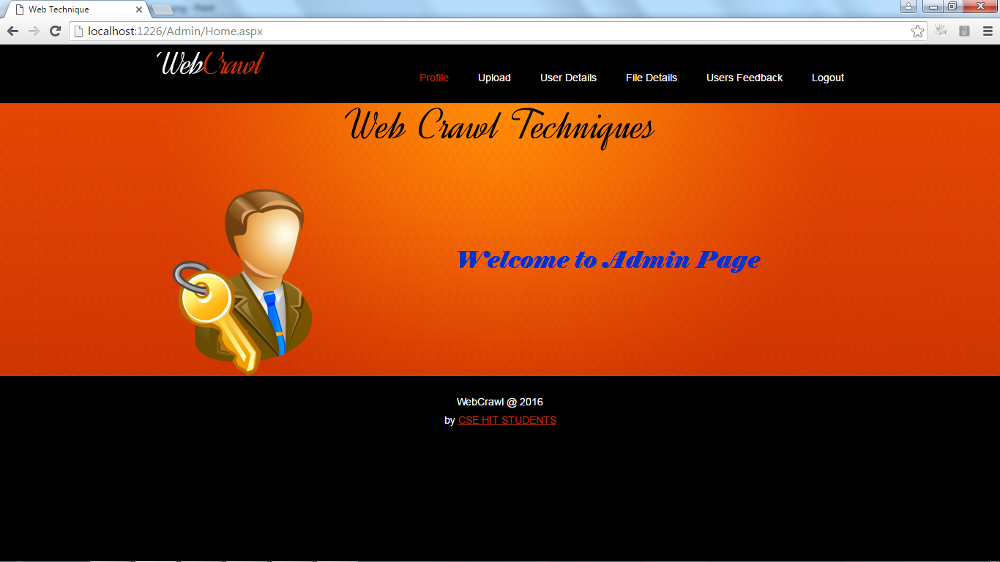 Web Technique
localhost:1226/Admin/Home.aspx
WebCrawl
Profile Upload User Details File Details Users Feedback Logout
Web Crawl Techniques
Welcome to Admin Page
WebCrawl @ 2016
by CSE HIT STUDENTS